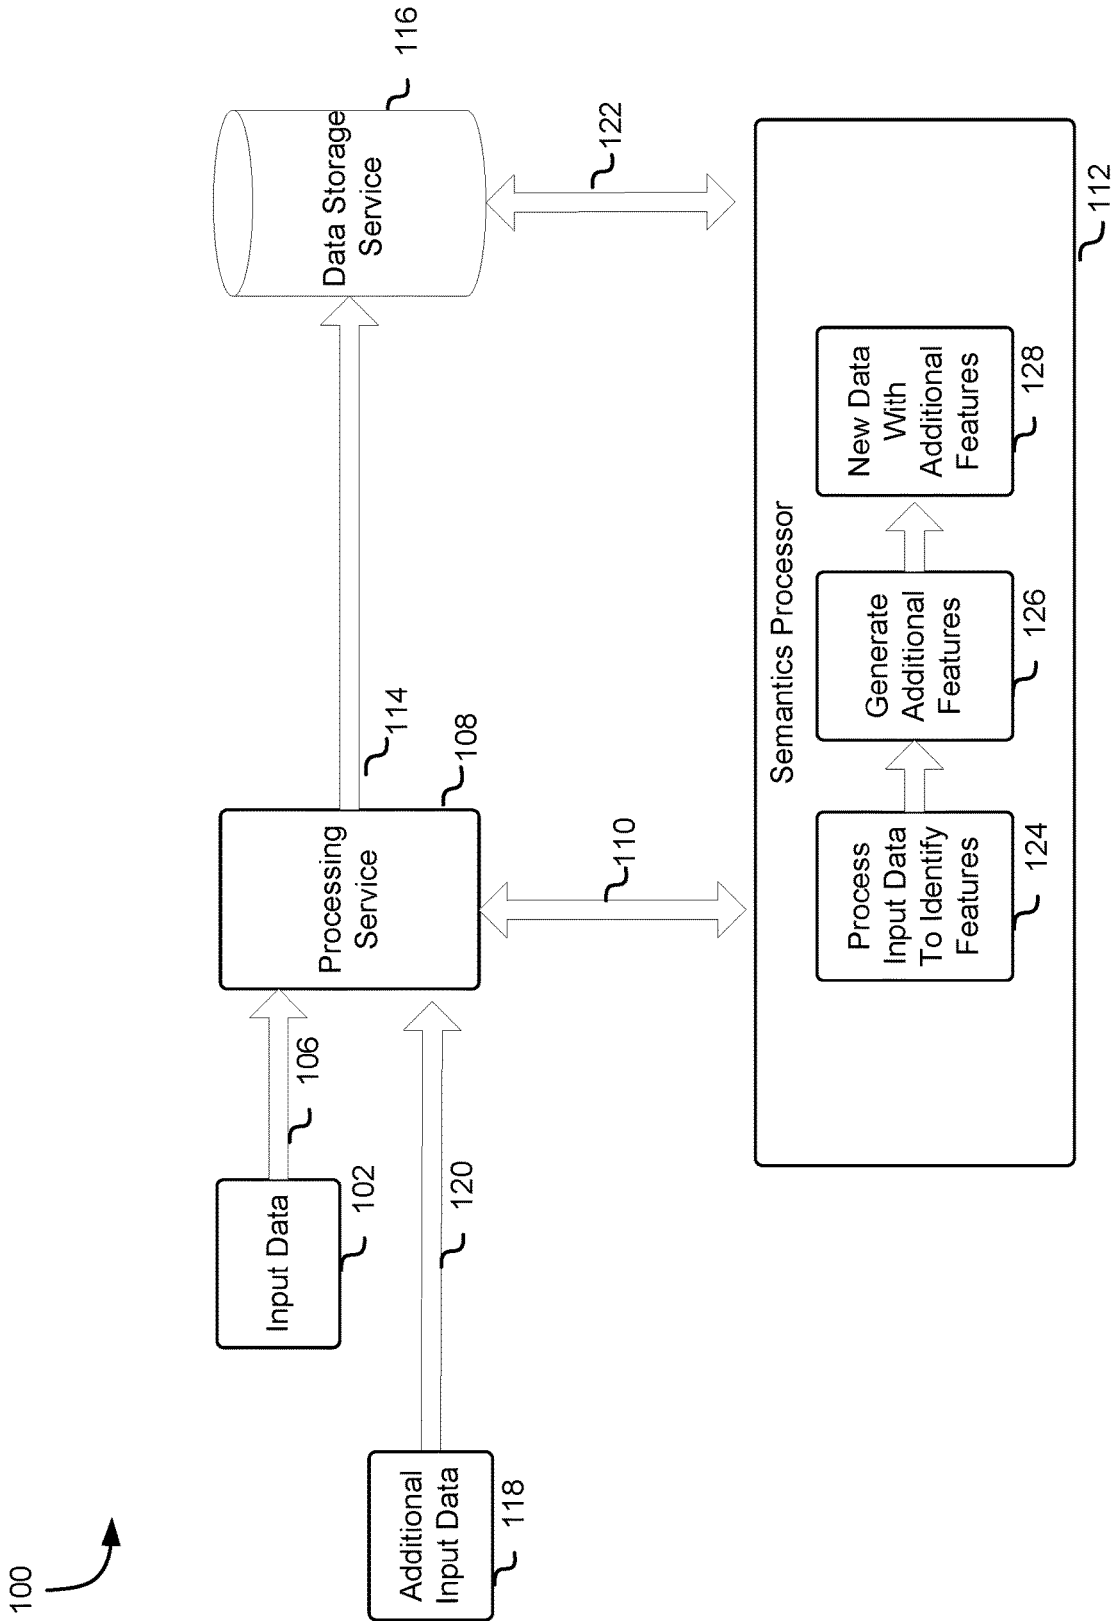 100
Input Data
102
106
Additional
Input Data
118
120
Processing
Service
108
114
110
Data Storage
Service
116
122
Semantics Processor
Process
Input Data
To Identify
Features
124
Generate
Additional
Features
126
New Data
With
Additional
Features
128
112